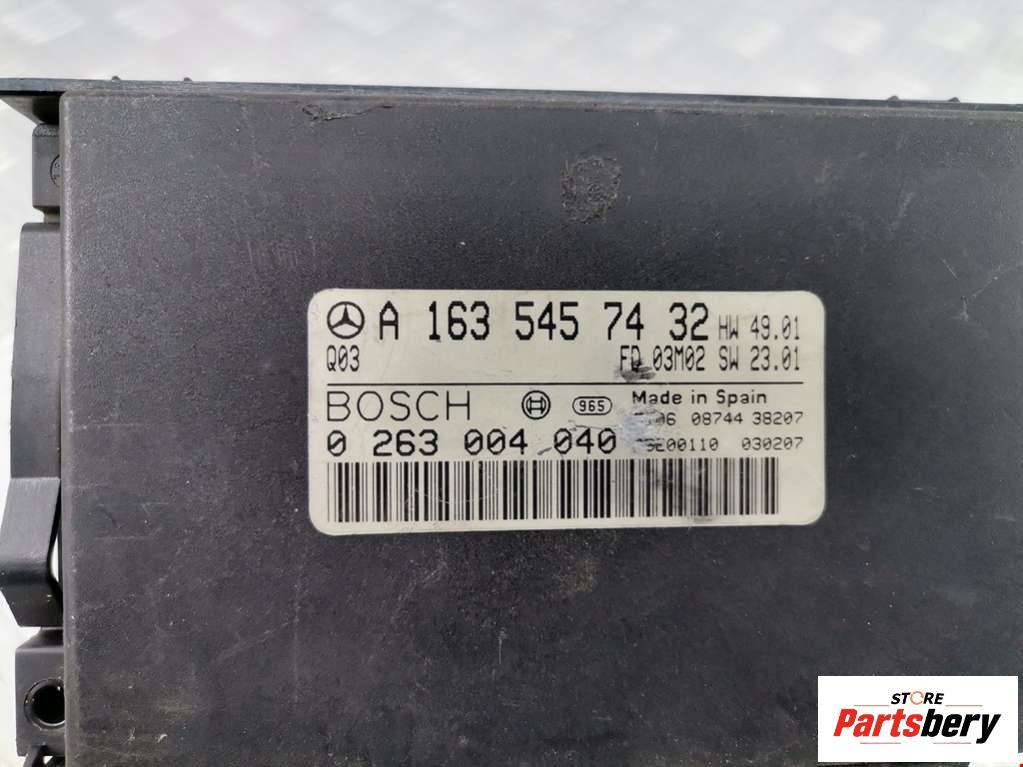 A 163 545 74 32 HW 49.01
Q03 FD 03M02 SW 23.01
BOSCH 965 Made in Spain
08744 38207
0 263 004 040 030207
STORE
Partsbery